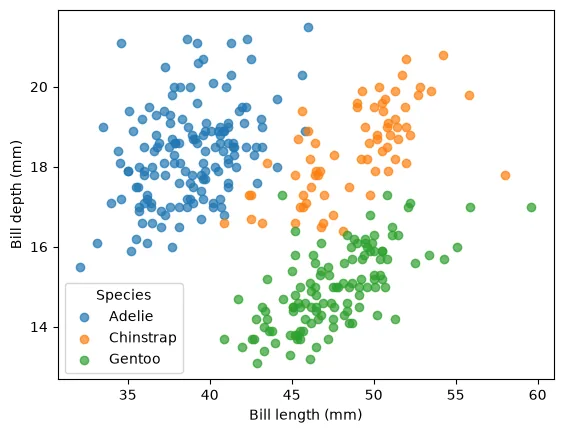 20
18
16
14
Bill depth (mm)
Species
Adelie
Chinstrap
Gentoo
35 40 45 50 55 60
Bill length (mm)